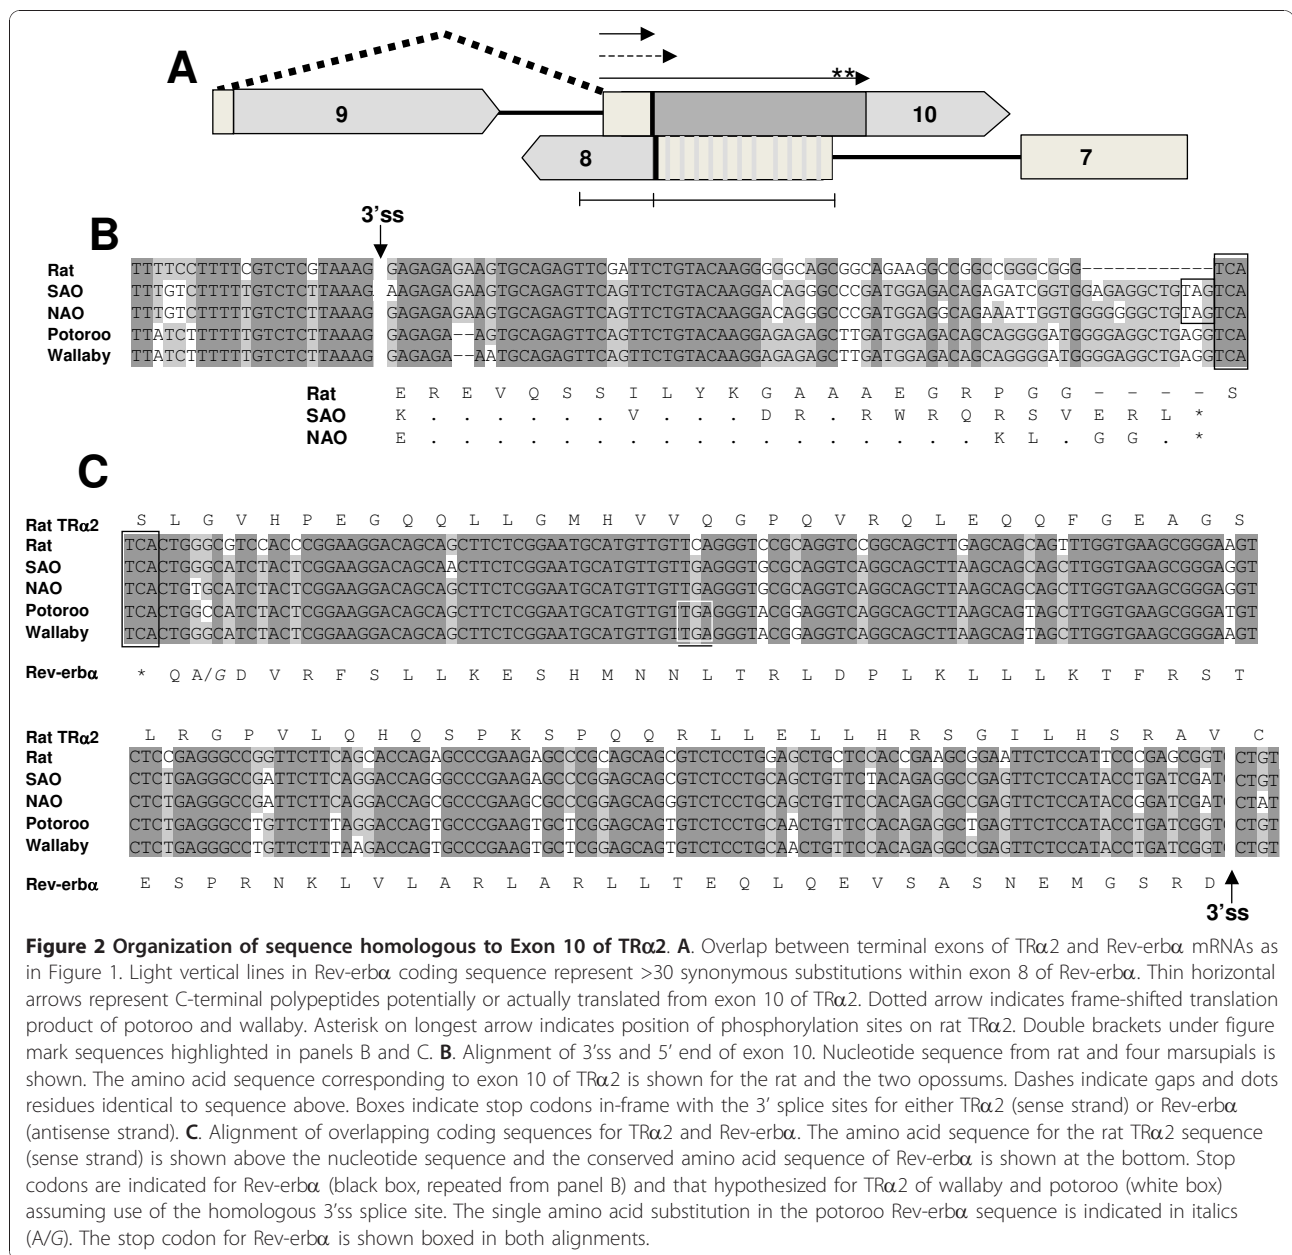 A
**
9
10
8
7
3'ss
B
Rat TTTTCCTTTTCGTCTCGTAAAG GAGAGAGAAGTGCAGAGTTCGATTCTGTACAAGGGGGCAGCGGCAGAAGGCCGGCCGGGCGGG------------TCA
SAO TTTGTCTTTTTGTCTCTTAAAG AAGAGAGAAGTGCAGAGTTCAGTTCTGTACAAGGACAGGGCCCGATGGAGACAGAGATCGGTGGAGAGGCTGTAGTCA
NAO TTTGTCTTTTTGTCTCTTAAAG GAGAGAGAAGTGCAGAGTTCAGTTCTGTACAAGGACAGGGCCCGATGGAGGCAGAAATTGGTGGGGGGGCTGTAGTCA
Potoroo TTATCTTTTTTGTCTCTTAAAG GAGAGA--AGTGCAGAGTTCAGTTCTGTACAAGGAGAGAGCTTGATGGAGACAGCAGGGGATGGGGAGGCTGAGGTCA
Wallaby TTATCTTTTTTGTCTCTTAAAG GAGAGA--AATGCAGAGTTCAGTTCTGTACAAGGAGAGAGCTTGATGGAGACAGCAGGGGATGGGGAGGCTGAGGTCA
Rat E R E V Q S S I L Y K G A A A E G R P G G - - - - S
SAO K . . . . . . V . . . D R . R W R Q R S V E R L *
NAO E . . . . . . . . . . . . . . . . . K L . G G . *
C
Rat TRα2 S L G V H P E G Q Q L L G M H V V Q G P Q V R Q L E Q Q F G E A G S
Rat TCACTGGGCGTCCACCCGGAAGGACAGCAGCTTCTCGGAATGCATGTTGTTCAGGGTCCGCAGGTCCGGCAGCTTGAGCAGCAGTTTGGTGAAGCGGGAAGT
SAO TCACTGGGCATCTACTCGGAAGGACAGCAACTTCTCGGAATGCATGTTGTTGAGGGTGCGCAGGTCAGGCAGCTTAAGCAGCAGCTTGGTGAAGCGGGAGGT
NAO TCACTGTGCATCTACTCGGAAGGACAGCAGCTTCTCGGAATGCATGTTGTTGAGGGTGCGCAGGTCAGGCAGCTTAAGCAGCAGCTTGGTGAAGCGGGAGGT
Potoroo TCACTGGCCATCTACTCGGAAGGACAGCAGCTTCTCGGAATGCATGTTGTTGAGGGTACGGAGGTCAGGCAGCTTAAGCAGTAGCTTGGTGAAGCGGGATGT
Wallaby TCACTGGGCATCTACTCGGAAGGACAGCAGCTTCTCGGAATGCATGTTGTTGAGGGTACGGAGGTCAGGCAGCTTAAGCAGTAGCTTGGTGAAGCGGGAAGT
Rev-erbα * Q A/G D V R F S L L K E S H M N N L T R L D P L K L L L K T F R S T
Rat TRα2 L R G P V L Q H Q S P K S P Q Q R L L E L L H R S G I L H S R A V C
Rat CTCCGAGGGCCGGTTCTTCAGCACCAGAGCCCGAAGAGCCCGCAGCAGCGTCTCCTGGAGCTGCTCCACCGAAGCGGAATTCTCCATTCCCGAGCGGT CTGT
SAO CTCTGAGGGCCGATTCTTCAGGACCAGGGCCCGAAGAGCCCGGAGCAGCGTCTCCTGCAGCTGTTCTACAGAGGCCGAGTTCTCCATACCTGATCGAT CTGT
NAO CTCTGAGGGCCGATTCTTCAGGACCAGCGCCCGAAGCGCCCGGAGCAGGGTCTCCTGCAGCTGTTCCACAGAGGCCGAGTTCTCCATACCGGATCGAT CTAT
Potoroo CTCTGAGGGCCTGTTCTTTAGGACCAGTGCCCGAAGTGCTCGGAGCAGTGTCTCCTGCAACTGTTCCACAGAGGCTGAGTTCTCCATACCTGATCGGT CTGT
Wallaby CTCTGAGGGCCTGTTCTTTAAGACCAGTGCCCGAAGTGCTCGGAGCAGTGTCTCCTGCAACTGTTCCACAGAGGCCGAGTTCTCCATACCTGATCGGT CTGT
Rev-erbα E S P R N K L V L A R L A R L L T E Q L Q E V S A S N E M G S R D
3'ss
Figure 2 Organization of sequence homologous to Exon 10 of TRα2. A. Overlap between terminal exons of TRα2 and Rev-erbα mRNAs as
in Figure 1. Light vertical lines in Rev-erbα coding sequence represent >30 synonymous substitutions within exon 8 of Rev-erbα. Thin horizontal
arrows represent C-terminal polypeptides potentially or actually translated from exon 10 of TRα2. Dotted arrow indicates frame-shifted translation
product of potoroo and wallaby. Asterisk on longest arrow indicates position of phosphorylation sites on rat TRα2. Double brackets under figure
mark sequences highlighted in panels B and C. B. Alignment of 3'ss and 5' end of exon 10. Nucleotide sequence from rat and four marsupials is
shown. The amino acid sequence corresponding to exon 10 of TRα2 is shown for the rat and the two opossums. Dashes indicate gaps and dots
residues identical to sequence above. Boxes indicate stop codons in-frame with the 3' splice sites for either TRα2 (sense strand) or Rev-erbα
(antisense strand). C. Alignment of overlapping coding sequences for TRα2 and Rev-erbα. The amino acid sequence for the rat TRα2 sequence
(sense strand) is shown above the nucleotide sequence and the conserved amino acid sequence of Rev-erbα is shown at the bottom. Stop
codons are indicated for Rev-erbα (black box, repeated from panel B) and that hypothesized for TRα2 of wallaby and potoroo (white box)
assuming use of the homologous 3'ss splice site. The single amino acid substitution in the potoroo Rev-erbα sequence is indicated in italics
(A/G). The stop codon for Rev-erbα is shown boxed in both alignments.